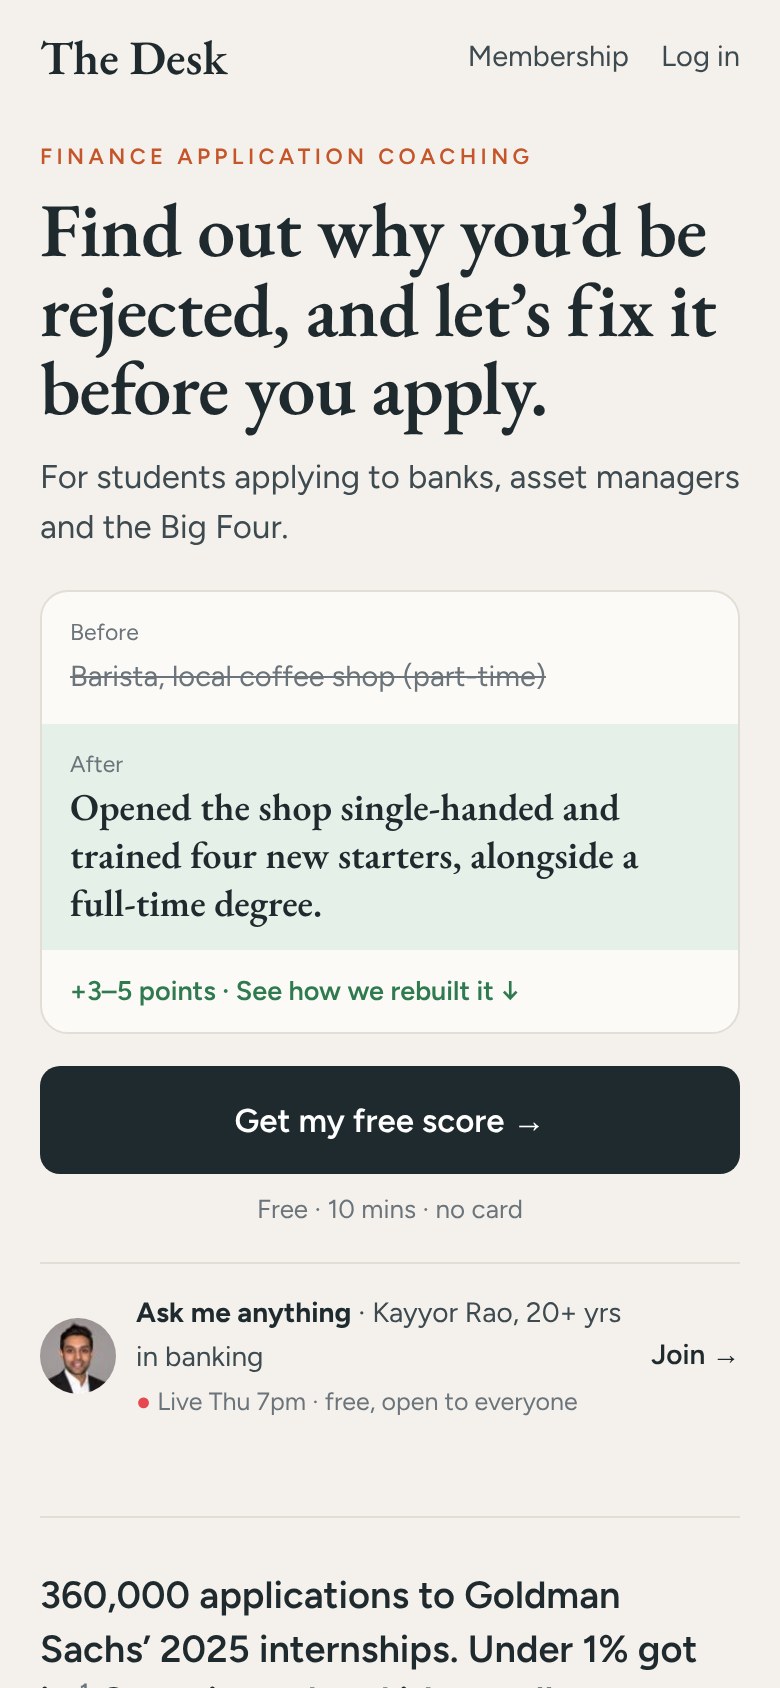 The Desk
Membership Log in
FINANCE APPLICATION COACHING
Find out why you’d be
rejected, and let’s fix it
before you apply.
For students applying to banks, asset managers
and the Big Four.
Before
Barista, local coffee shop (part-time)
After
Opened the shop single-handed and
trained four new starters, alongside a
full-time degree.
+3–5 points · See how we rebuilt it ↓
Get my free score →
Free · 10 mins · no card
Ask me anything · Kayyor Rao, 20+ yrs
in banking
Join →
Live Thu 7pm · free, open to everyone
360,000 applications to Goldman
Sachs’ 2025 internships. Under 1% got